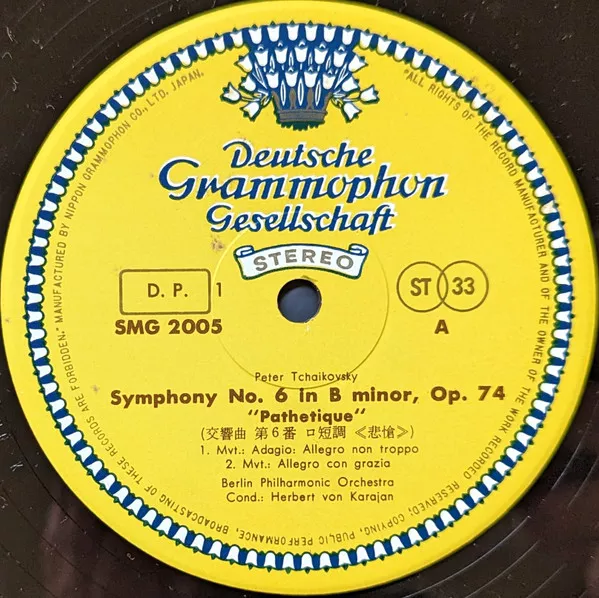 Deutsche
Grammophon
Gesellschaft
STEREO
D. P. 1
SMG 2005
ST 33
A
Peter Tchaikovsky
Symphony No. 6 in B minor, Op. 74
"Pathetique"
(交響曲 第6番 ロ短調 ≪悲愴≫)
1. Mvt.: Adagio: Allegro non troppo
2. Mvt.: Allegro con grazia
Berlin Philharmonic Orchestra
Cond.: Herbert von Karajan
"ALL RIGHTS OF THE RECORD MANUFACTURER AND OF THE OWNER OF THE WORK RECORDED RESERVED; COPYING, PUBLIC PERFORMANCE, BROADCASTING OF THESE RECORDS ARE FORBIDDEN." MANUFACTURED BY NIPPON GRAMMOPHON CO., LTD. JAPAN.